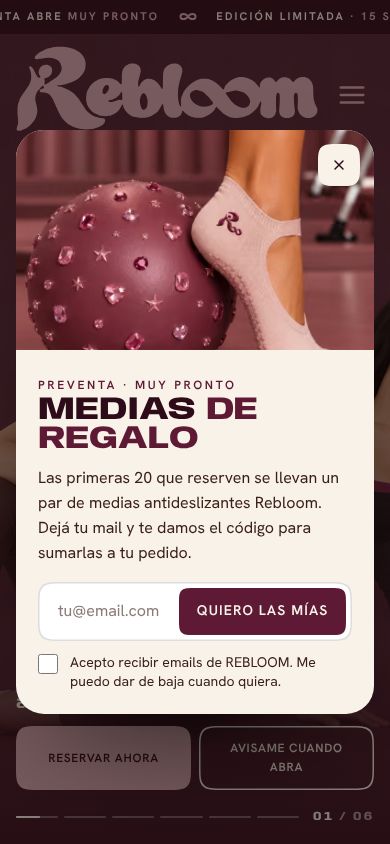 NTA ABRE MUY PRONTO ∞ EDICIÓN LIMITADA · 15 S
Rebloom
×
R
PREVENTA · MUY PRONTO
MEDIAS DE
REGALO
Las primeras 20 que reserven se llevan un
par de medias antideslizantes Rebloom.
Dejá tu mail y te damos el código para
sumarlas a tu pedido.
tu@email.com
QUIERO LAS MÍAS
Acepto recibir emails de REBLOOM. Me
puedo dar de baja cuando quiera.
RESERVAR AHORA
AVISAME CUANDO
ABRA
01 / 06